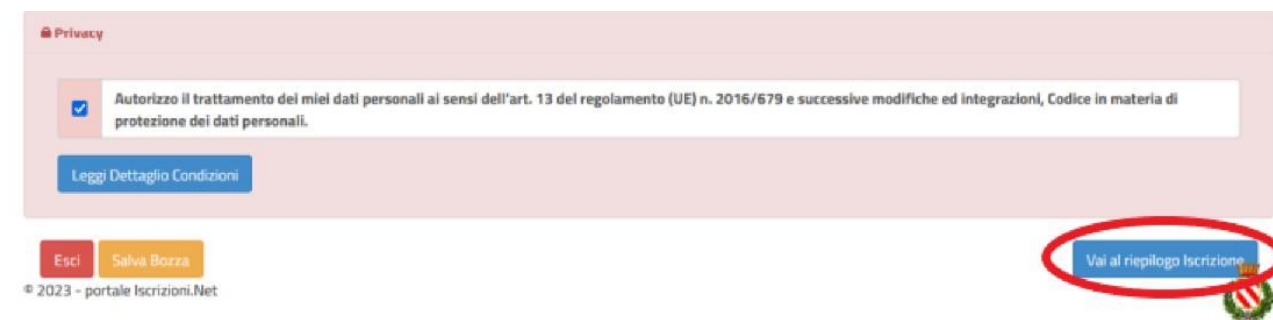 Privacy
Autorizzo il trattamento dei miei dati personali ai sensi dell'art. 13 del regolamento (UE) n. 2016/679 e successive modifiche ed integrazioni, Codice in materia di
protezione dei dati personali.
Leggi Dettaglio Condizioni
Esci Salva Bozza Vai al riepilogo Iscrizione
© 2023 - portale Iscrizioni.Net